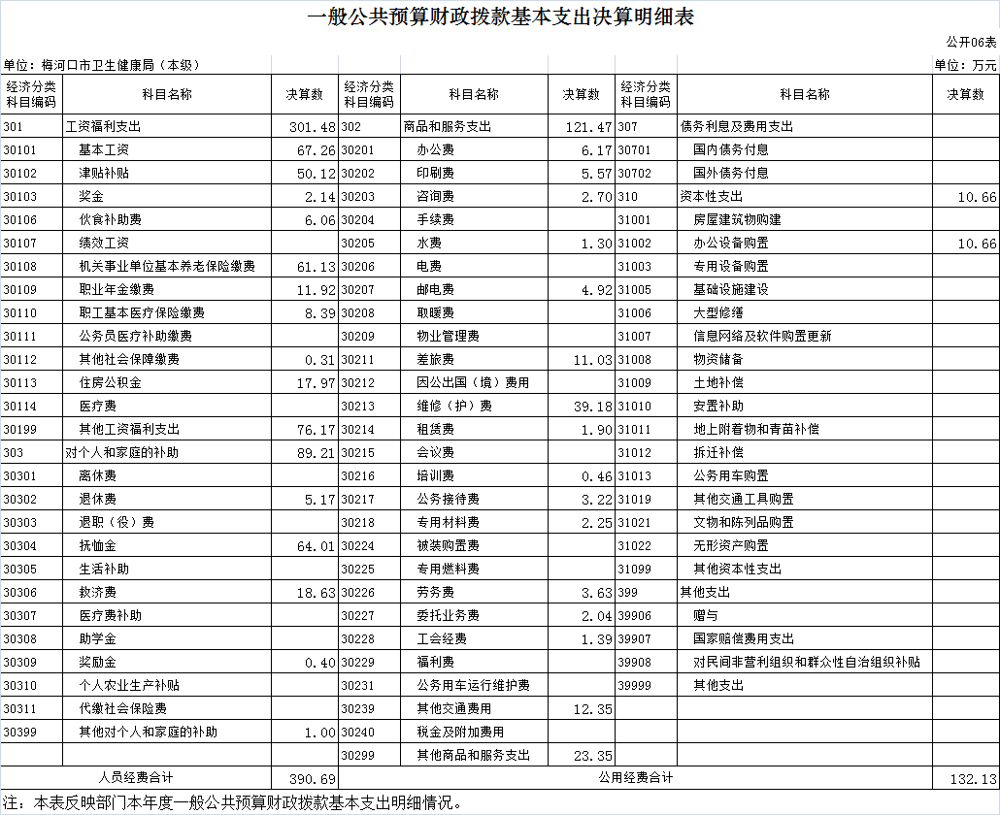 一般公共预算财政拨款基本支出决算明细表
公开06表
单位：梅河口市卫生健康局（本级） 单位：万元
经济分类科目编码 科目名称 决算数 经济分类科目编码 科目名称 决算数 经济分类科目编码 科目名称 决算数
301 工资福利支出 301.48 302 商品和服务支出 121.47 307 债务利息及费用支出
30101 基本工资 67.26 30201 办公费 6.17 30701 国内债务付息
30102 津贴补贴 50.12 30202 印刷费 5.57 30702 国外债务付息
30103 奖金 2.14 30203 咨询费 2.70 310 资本性支出 10.66
30106 伙食补助费 6.06 30204 手续费 31001 房屋建筑物购建
30107 绩效工资 30205 水费 1.30 31002 办公设备购置 10.66
30108 机关事业单位基本养老保险缴费 61.13 30206 电费 31003 专用设备购置
30109 职业年金缴费 11.92 30207 邮电费 4.92 31005 基础设施建设
30110 职工基本医疗保险缴费 8.39 30208 取暖费 31006 大型修缮
30111 公务员医疗补助缴费 30209 物业管理费 31007 信息网络及软件购置更新
30112 其他社会保障缴费 0.31 30211 差旅费 11.03 31008 物资储备
30113 住房公积金 17.97 30212 因公出国（境）费用 31009 土地补偿
30114 医疗费 30213 维修（护）费 39.18 31010 安置补助
30199 其他工资福利支出 76.17 30214 租赁费 1.90 31011 地上附着物和青苗补偿
303 对个人和家庭的补助 89.21 30215 会议费 31012 拆迁补偿
30301 离休费 30216 培训费 0.46 31013 公务用车购置
30302 退休费 5.17 30217 公务接待费 3.22 31019 其他交通工具购置
30303 退职（役）费 30218 专用材料费 2.25 31021 文物和陈列品购置
30304 抚恤金 64.01 30224 被装购置费 31022 无形资产购置
30305 生活补助 30225 专用燃料费 31099 其他资本性支出
30306 救济费 18.63 30226 劳务费 3.63 399 其他支出
30307 医疗费补助 30227 委托业务费 2.04 39906 赠与
30308 助学金 30228 工会经费 1.39 39907 国家赔偿费用支出
30309 奖励金 0.40 30229 福利费 39908 对民间非营利组织和群众性自治组织补贴
30310 个人农业生产补贴 30231 公务用车运行维护费 39999 其他支出
30311 代缴社会保险费 30239 其他交通费用 12.35
30399 其他对个人和家庭的补助 1.00 30240 税金及附加费用
30299 其他商品和服务支出 23.35
人员经费合计 390.69 公用经费合计 132.13
注：本表反映部门本年度一般公共预算财政拨款基本支出明细情况。